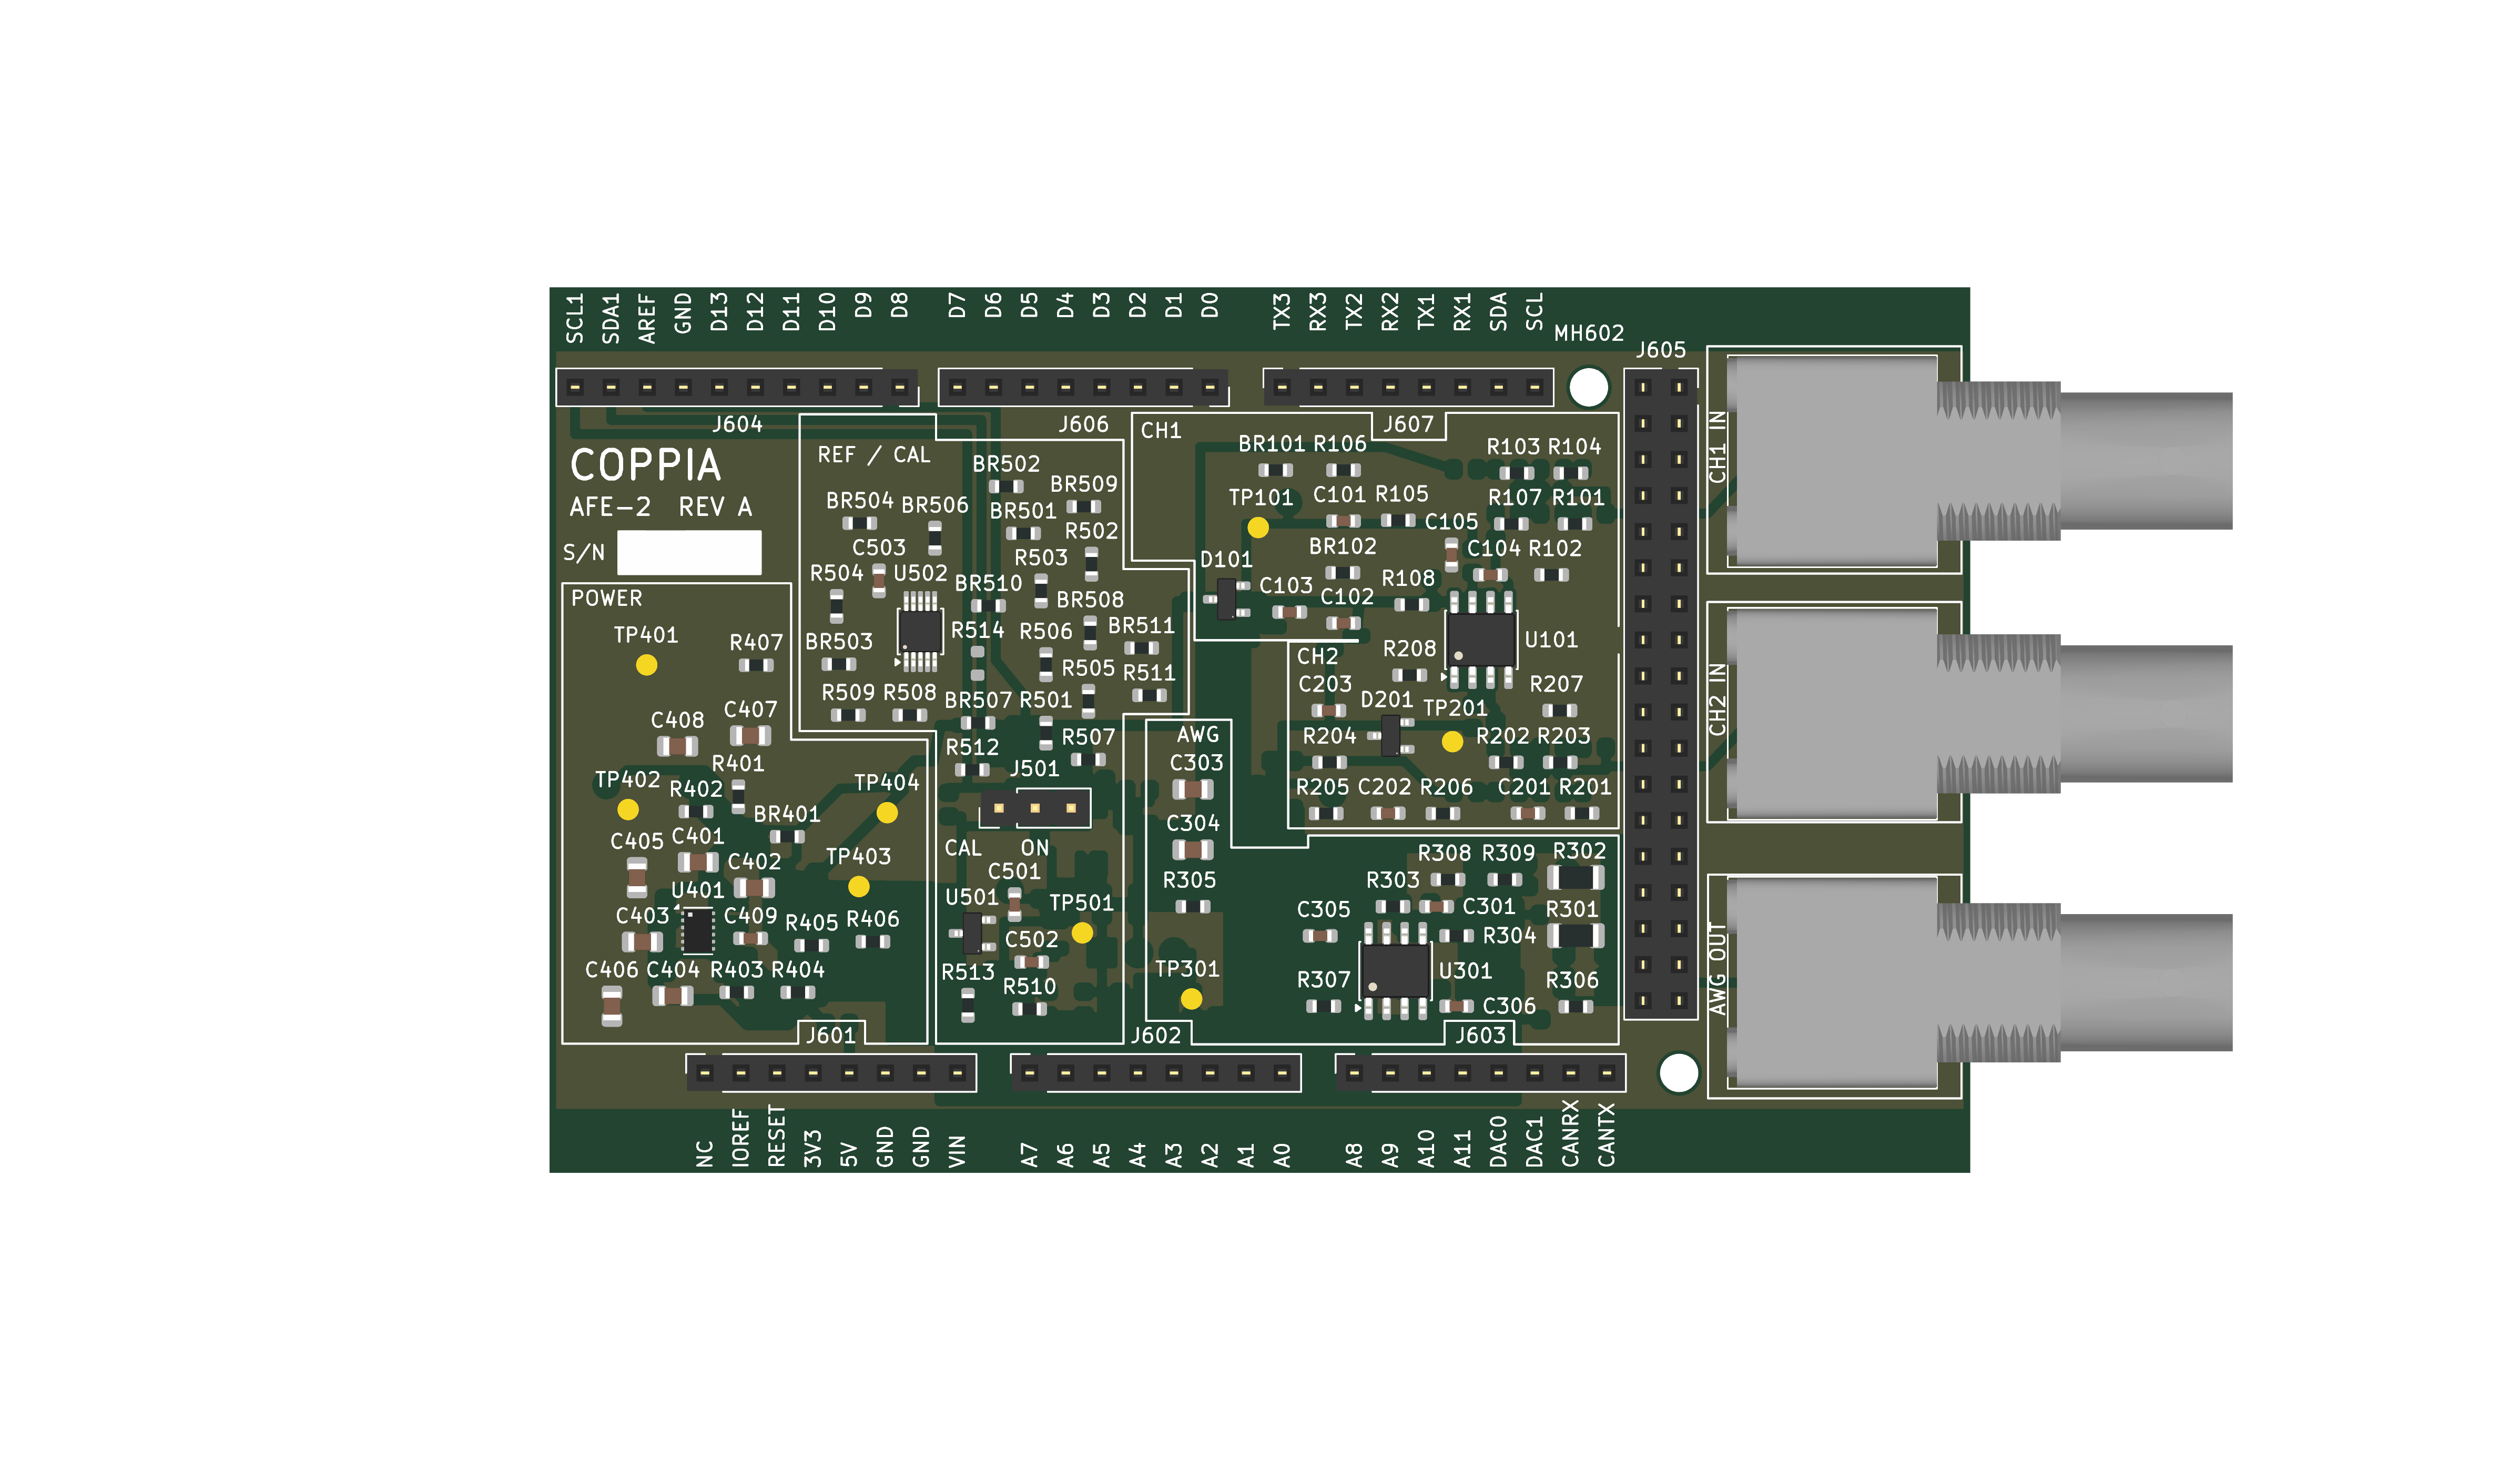 SCL1 SDA1 AREF GND D13 D12 D11 D10 D9 D8 D7 D6 D5 D4 D3 D2 D1 D0 TX3 RX3 TX2 RX2 TX1 RX1 SDA SCL
MH602
J605
J604
J606
J607
COPPIA
AFE-2 REV A
S/N
REF / CAL
BR502
BR509
BR504
BR506
BR501
R502
C503
R503
R504
U502
BR510
BR508
R514
R506
BR511
BR503
R505
R511
R509
R508
BR507
R501
R512
R507
J501
CAL
ON
C501
U501
TP501
C502
R513
R510
CH1
BR101
R106
R103
R104
TP101
C101
R105
R107
R101
C105
BR102
C104
R102
D101
C103
R108
C102
U101
CH2
R208
C203
D201
R207
TP201
R204
R202
R203
R205
C202
R206
C201
R201
POWER
TP401
R407
C408
C407
R401
TP402
R402
TP404
BR401
C405
C401
C402
TP403
U401
C403
C409
R405
R406
C406
C404
R403
R404
AWG
C303
C304
R305
R308
R309
R302
R303
C305
C301
R301
R304
TP301
R307
U301
R306
C306
CH1 IN
CH2 IN
AWG OUT
J601
J602
J603
NC IOREF RESET 3V3 5V GND GND VIN A7 A6 A5 A4 A3 A2 A1 A0 A8 A9 A10 A11 DAC0 DAC1 CANRX CANTX